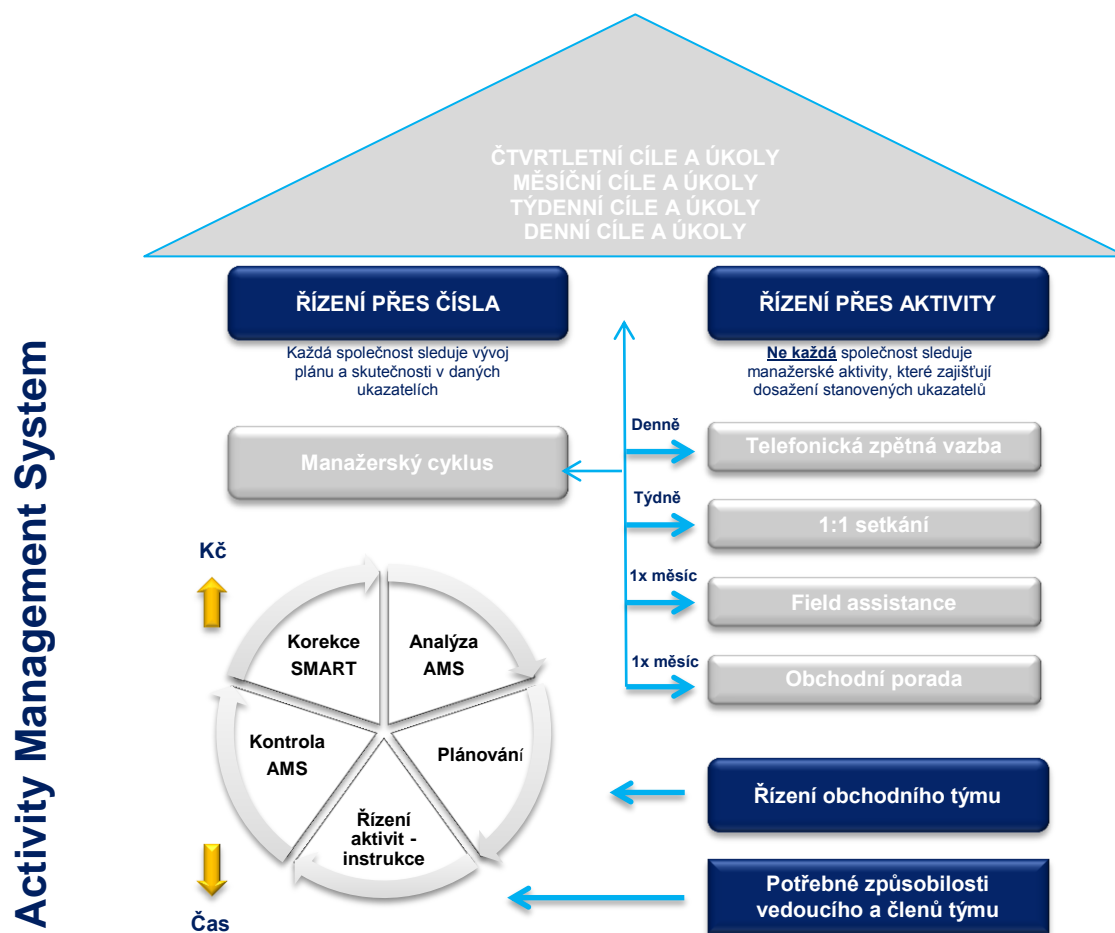 Activity Management System
ČTVRTLETNÍ CÍLE A ÚKOLY
MĚSÍČNÍ CÍLE A ÚKOLY
TÝDENNÍ CÍLE A ÚKOLY
DENNÍ CÍLE A ÚKOLY
ŘÍZENÍ PŘES ČÍSLA
Každá společnost sleduje vývoj
plánu a skutečnosti v daných
ukazatelích
Manažerský cyklus
ŘÍZENÍ PŘES AKTIVITY
Ne každá společnost sleduje
manažerské aktivity, které zajišťují
dosažení stanovených ukazatelů
Denně
Telefonická zpětná vazba
Týdně
1:1 setkání
1x měsíc
Field assistance
1x měsíc
Obchodní porada
Kč
Korekce
SMART
Analýza
AMS
Kontrola
AMS
Plánování
Řízení
aktivit -
instrukce
Čas
Řízení obchodního týmu
Potřebné způsobilosti
vedoucího a členů týmu